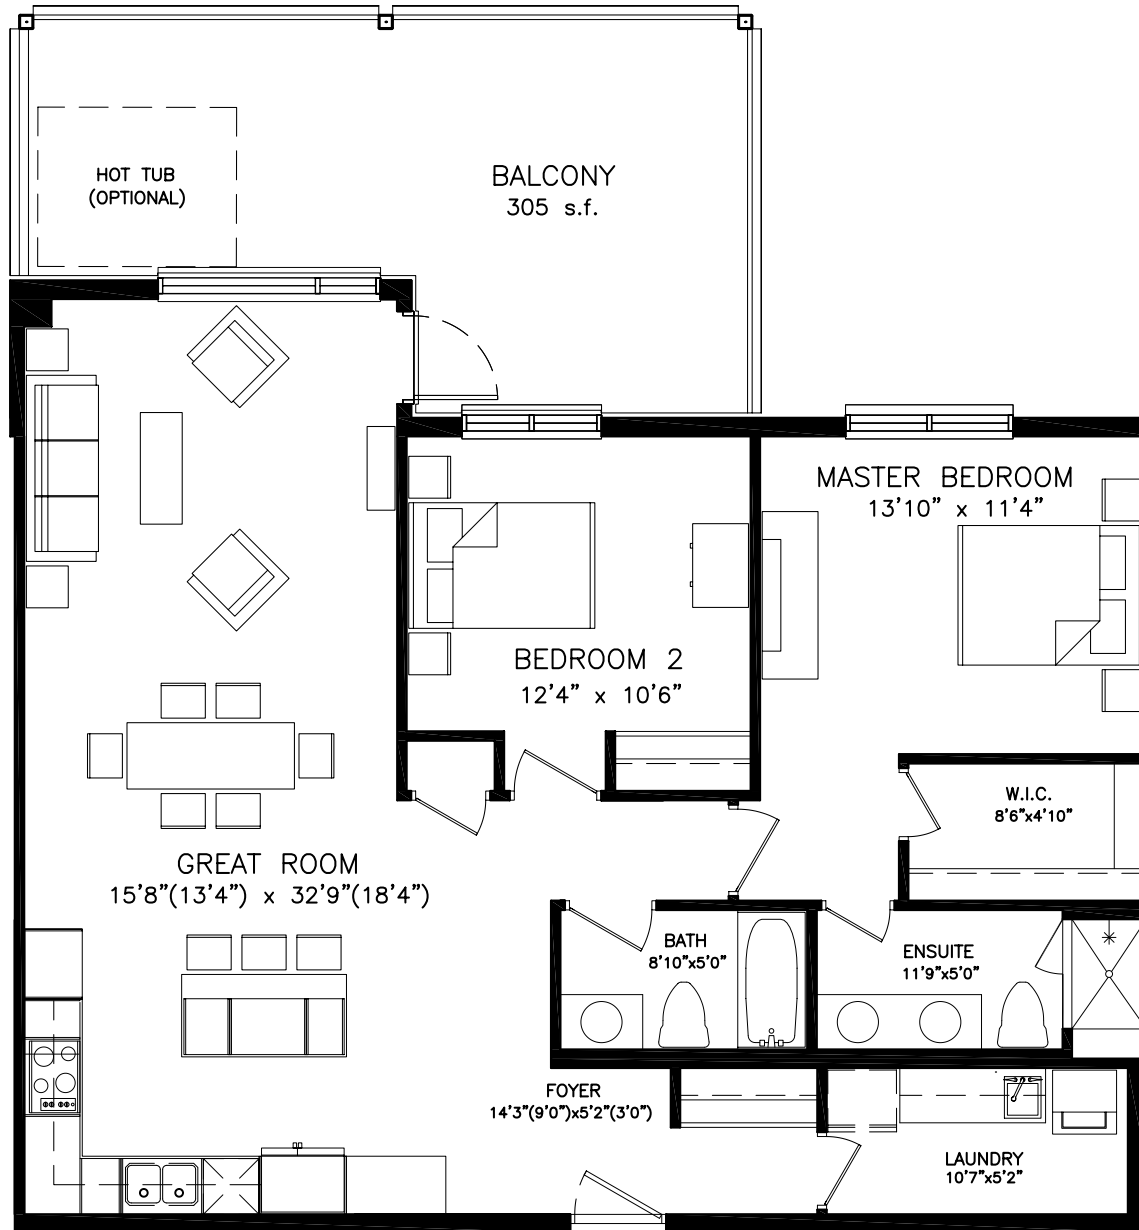 HOT TUB
(OPTIONAL)
BALCONY
305 s.f.
MASTER BEDROOM
13'10" x 11'4"
BEDROOM 2
12'4" x 10'6"
W.I.C.
8'6"x4'10"
GREAT ROOM
15'8"(13'4") x 32'9"(18'4")
BATH
8'10"x5'0"
ENSUITE
11'9"x5'0"
FOYER
14'3"(9'0")x5'2"(3'0")
LAUNDRY
10'7"x5'2"